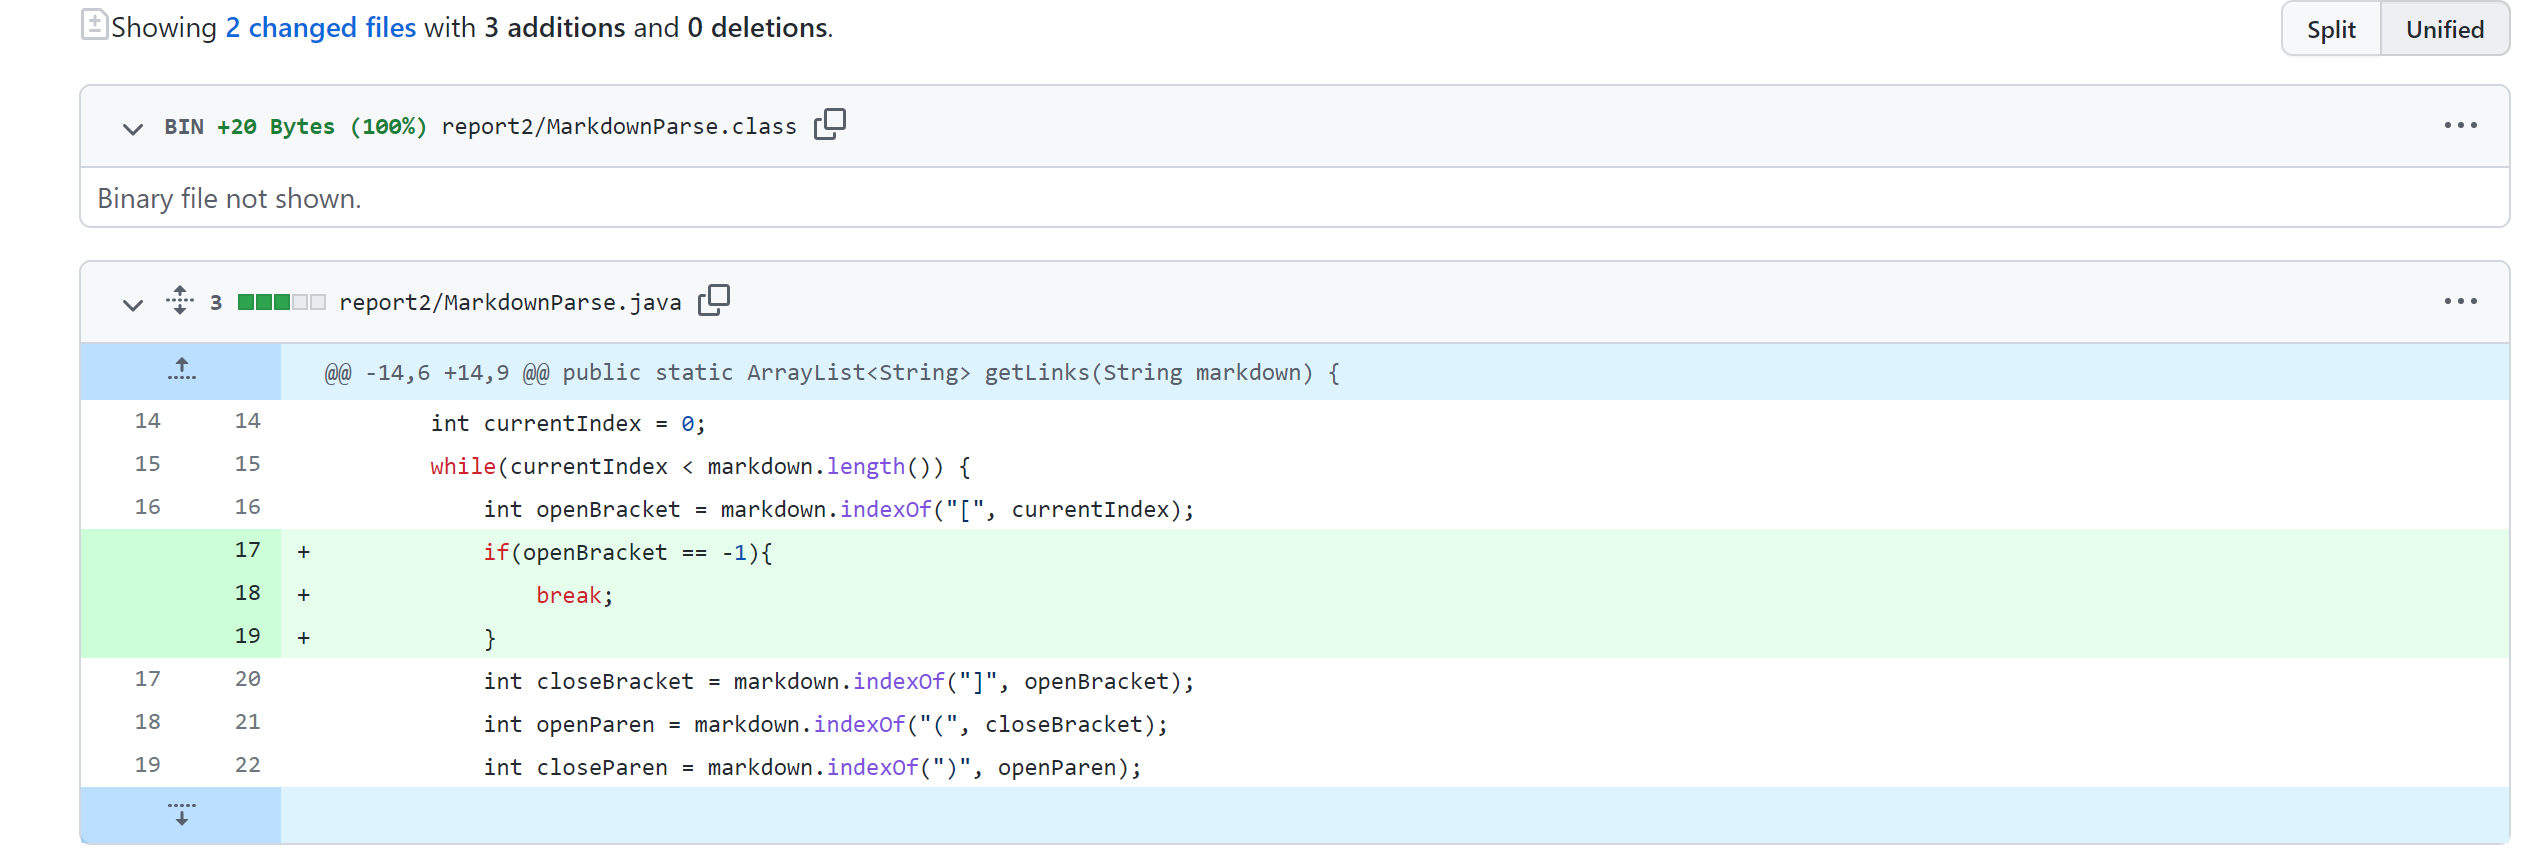 Showing 2 changed files with 3 additions and 0 deletions.
Split Unified
BIN +20 Bytes (100%) report2/MarkdownParse.class
Binary file not shown.
3 report2/MarkdownParse.java
@@ -14,6 +14,9 @@ public static ArrayList<String> getLinks(String markdown) {
14 14 int currentIndex = 0;
15 15 while(currentIndex < markdown.length()) {
16 16 int openBracket = markdown.indexOf("[", currentIndex);
17 + if(openBracket == -1){
18 + break;
19 + }
17 20 int closeBracket = markdown.indexOf("]", openBracket);
18 21 int openParen = markdown.indexOf("(", closeBracket);
19 22 int closeParen = markdown.indexOf(")", openParen);